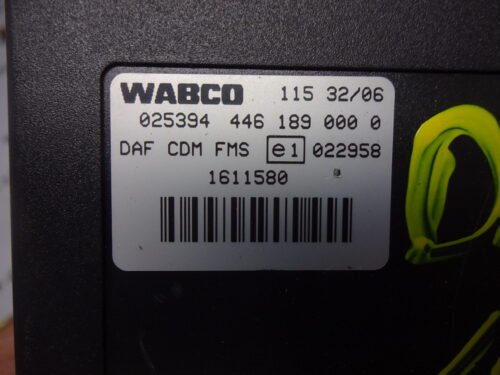 WABCO 115 32/06
025394 446 189 000 0
DAF CDM FMS e1 022958
1611580